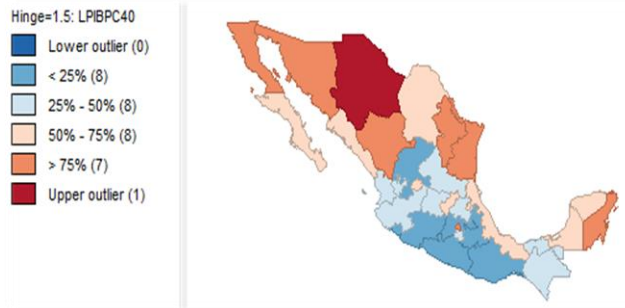 Hinge=1.5: LPIBPC40
Lower outlier (0)
< 25% (8)
25% - 50% (8)
50% - 75% (8)
> 75% (7)
Upper outlier (1)